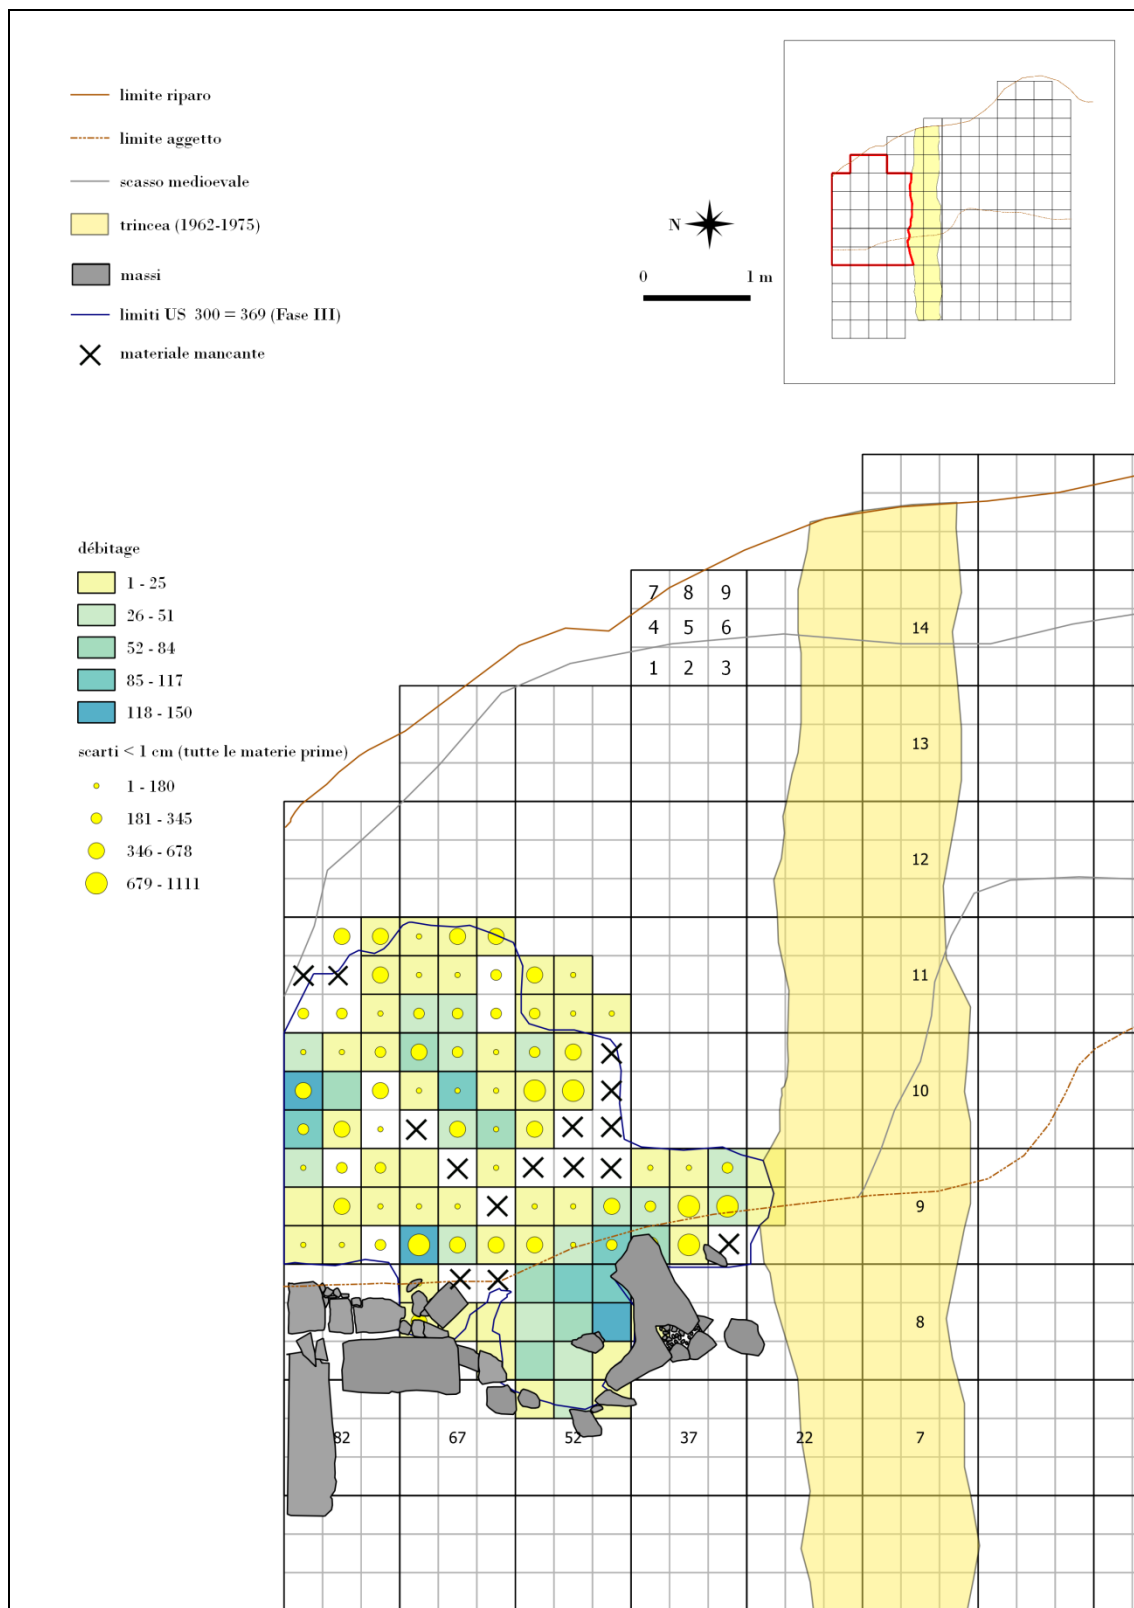 limite riparo
limite aggetto
scasso medioevale
trincea (1962-1975)
massi
limiti US 300 = 369 (Fase III)
materiale mancante
N
0 1 m
débitage
1 - 25
26 - 51
52 - 84
85 - 117
118 - 150
scarti < 1 cm (tutte le materie prime)
1 - 180
181 - 345
346 - 678
679 - 1111
7 8 9
4 5 6
1 2 3
14
13
12
11
10
9
8
82 67 52 37 22 7